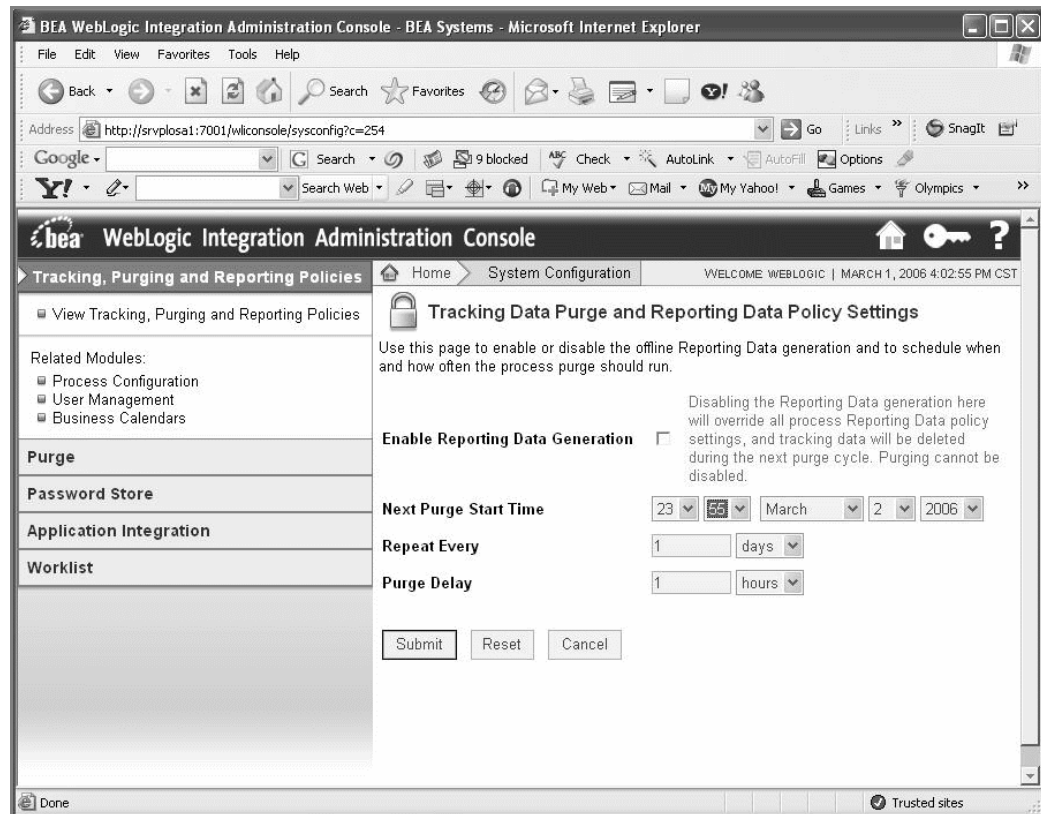 BEA WebLogic Integration Administration Console - BEA Systems - Microsoft Internet Explorer
File Edit View Favorites Tools Help
Back Search Favorites
Address http://srvplosa1:7001/wliconsole/sysconfig?c=254 Go Links » SnagIt
Google G Search 9 blocked ABC Check AutoLink AutoFill Options
Y! Search Web My Web Mail My My Yahoo! Games Olympics »
bea WebLogic Integration Administration Console ?
Tracking, Purging and Reporting Policies
Home System Configuration WELCOME WEBLOGIC | MARCH 1, 2006 4:02:55 PM CST
View Tracking, Purging and Reporting Policies
Related Modules:
Process Configuration
User Management
Business Calendars
Purge
Password Store
Application Integration
Worklist
Tracking Data Purge and Reporting Data Policy Settings
Use this page to enable or disable the offline Reporting Data generation and to schedule when
and how often the process purge should run.
Enable Reporting Data Generation
Disabling the Reporting Data generation here
will override all process Reporting Data policy
settings, and tracking data will be deleted
during the next purge cycle. Purging cannot be
disabled.
Next Purge Start Time 23 55 March 2 2006
Repeat Every 1 days
Purge Delay 1 hours
Submit Reset Cancel
Done Trusted sites